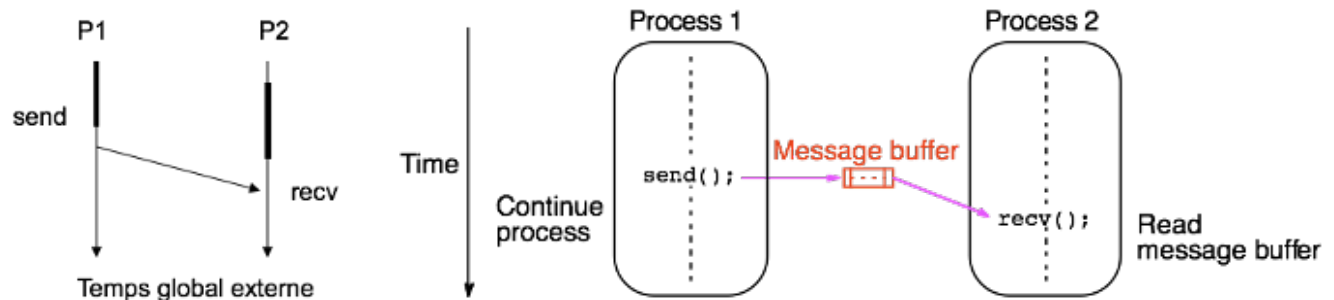 P1
P2
send
recv
Temps global externe
Time
Process 1
Process 2
Message buffer
send();
recv();
Continue
process
Read
message buffer